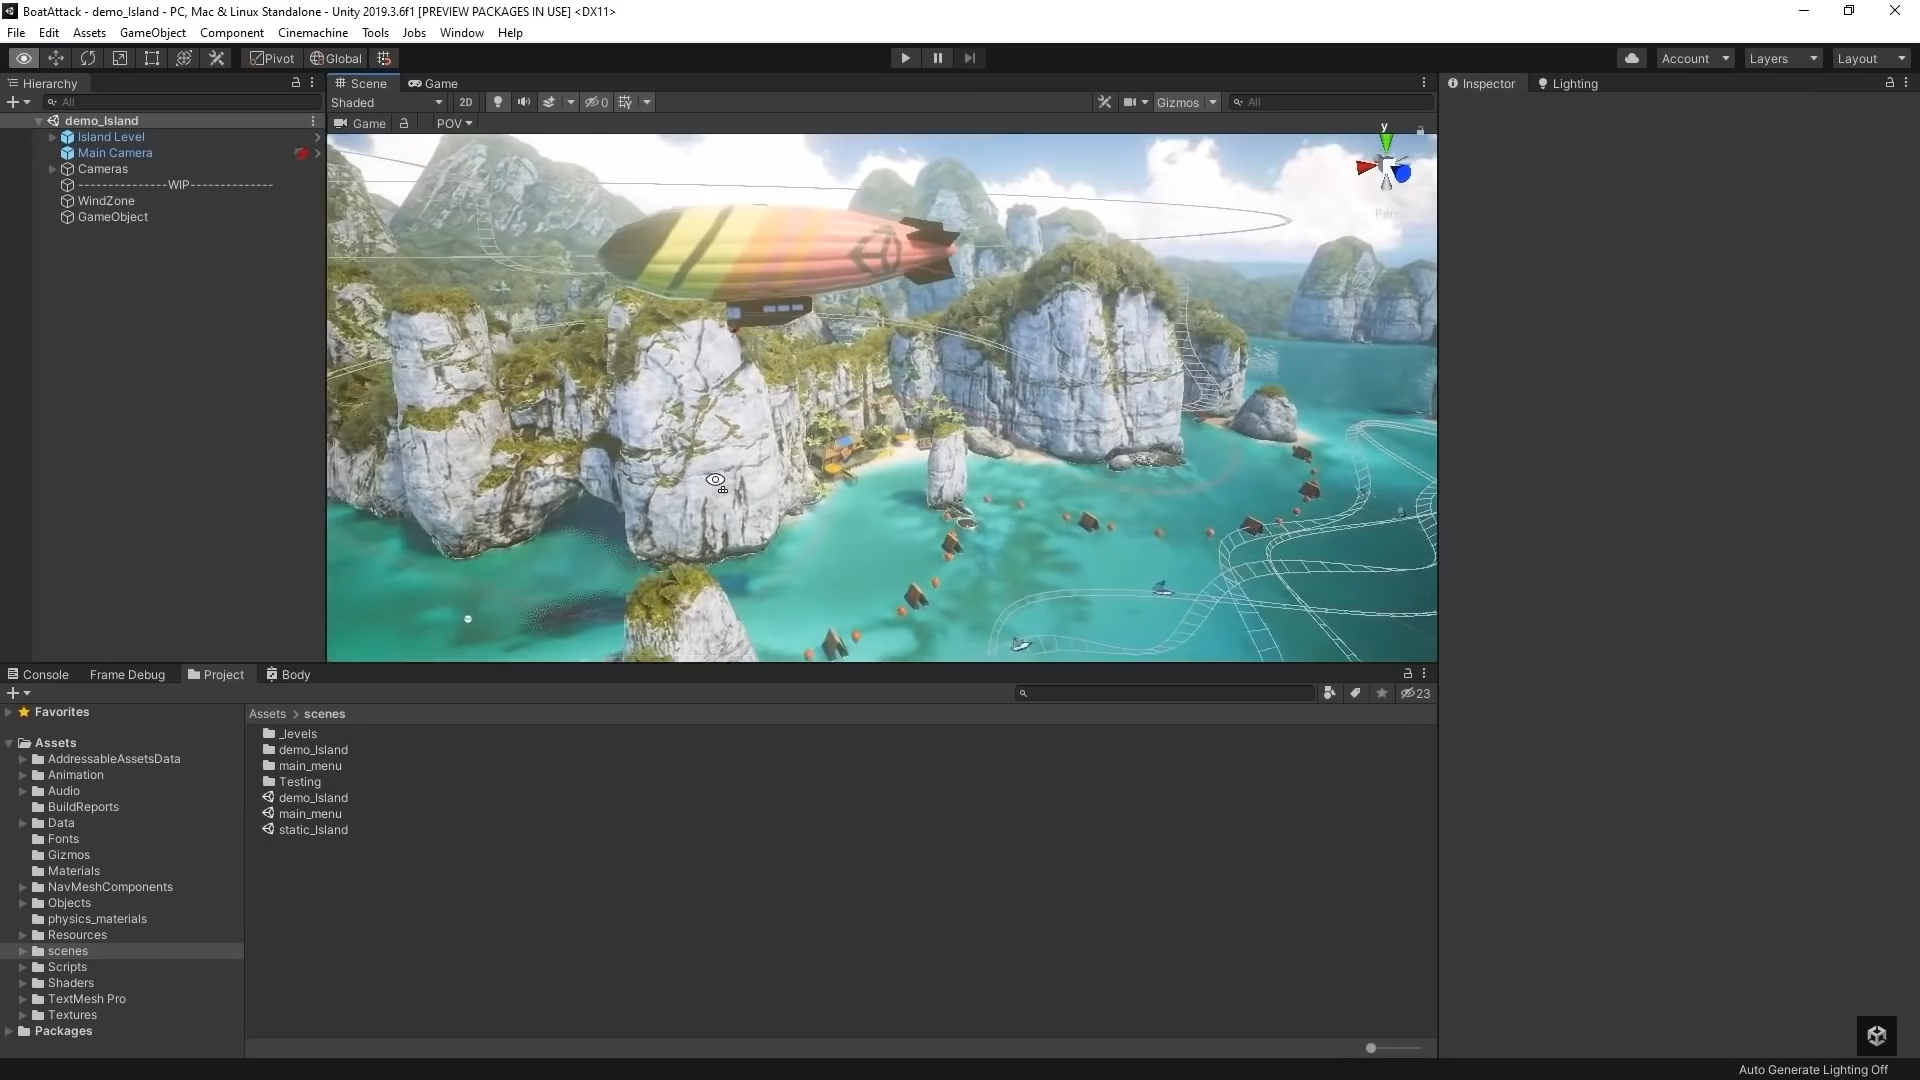 BoatAttack - demo_Island - PC, Mac & Linux Standalone - Unity 2019.3.6f1 [PREVIEW PACKAGES IN USE] <DX11>
File Edit Assets GameObject Component Cinemachine Tools Jobs Window Help
Pivot Global Account Layers Layout
Hierarchy
All
demo_Island
Island Level
Main Camera
Cameras
---------------WIP--------------
WindZone
GameObject
Scene Game
Shaded 2D 0 Gizmos All
Game POV
y
Persp
Inspector Lighting
Console Frame Debug Project Body
23
Favorites
Assets
AddressableAssetsData
Animation
Audio
BuildReports
Data
Fonts
Gizmos
Materials
NavMeshComponents
Objects
physics_materials
Resources
scenes
Scripts
Shaders
TextMesh Pro
Textures
Packages
Assets > scenes
_levels
demo_Island
main_menu
Testing
demo_Island
main_menu
static_Island
Auto Generate Lighting Off